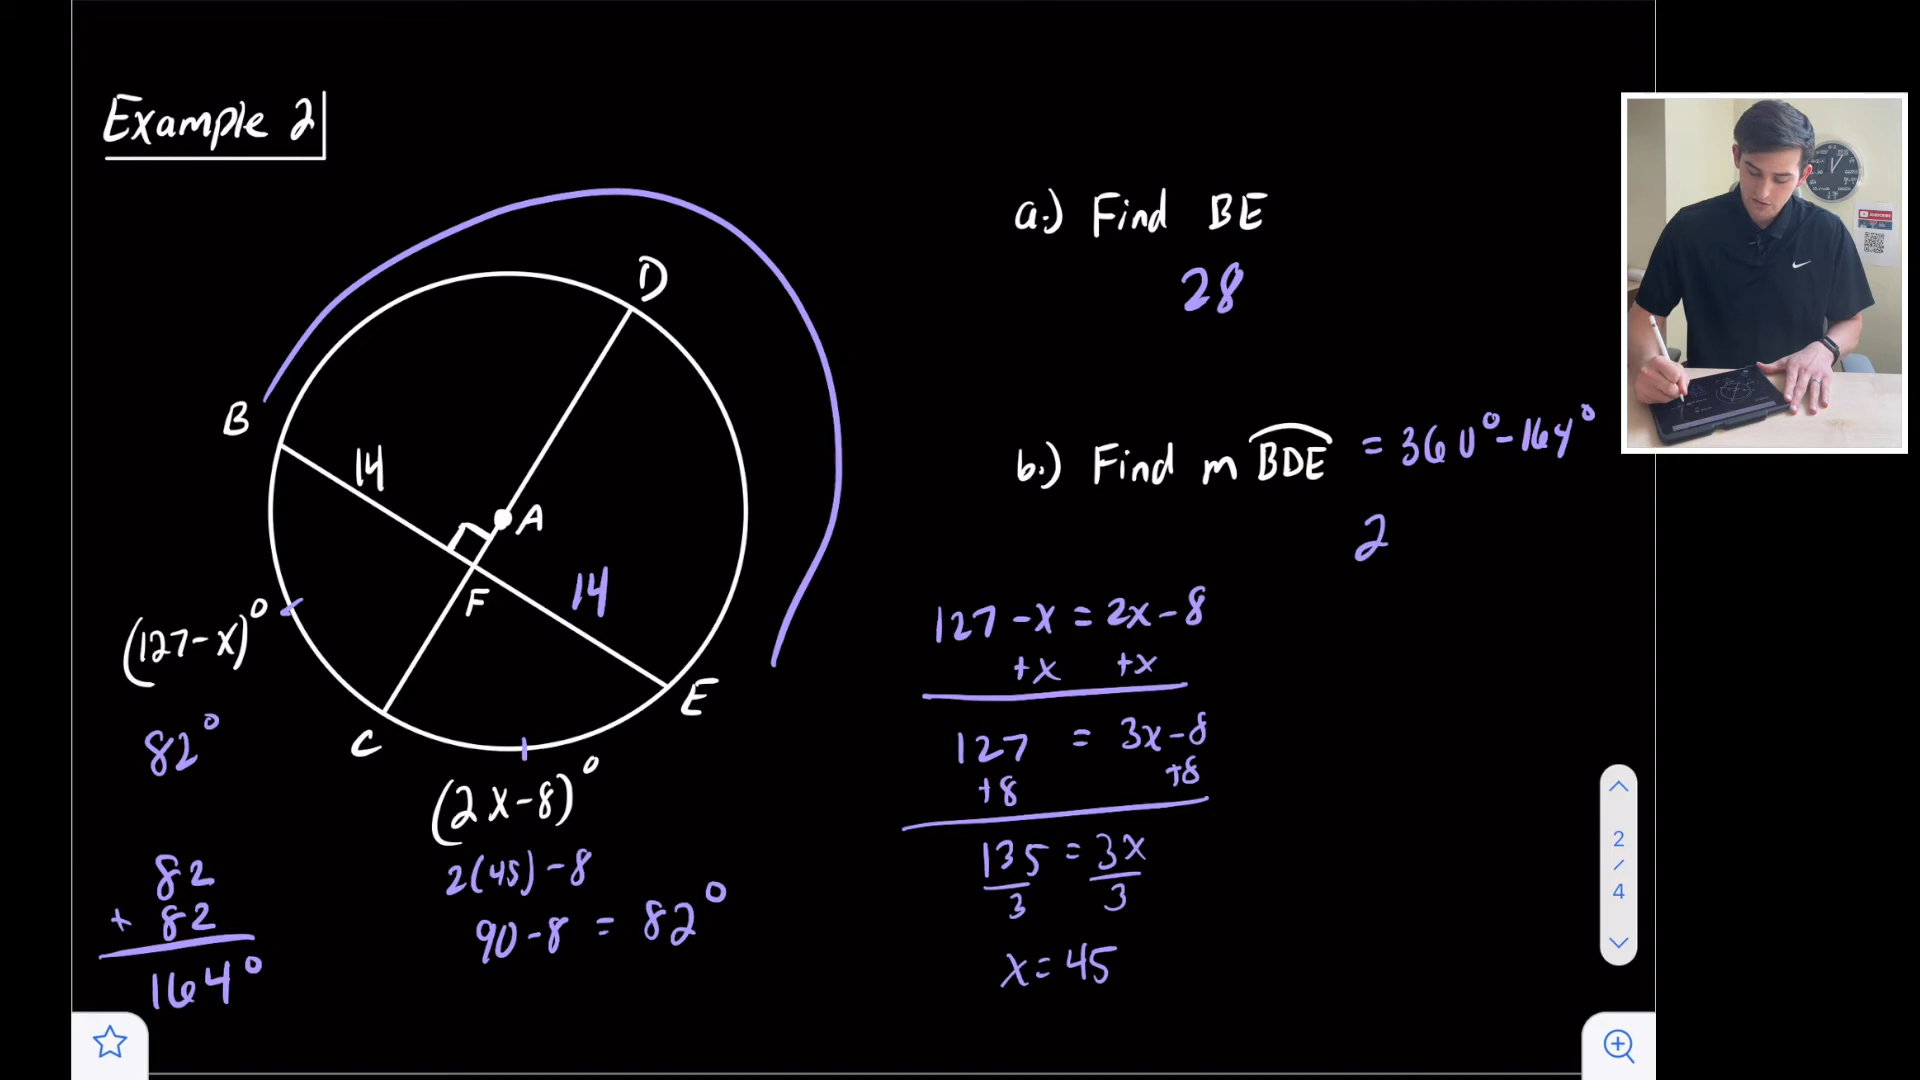 Example 2
a.) Find BE
28
b.) Find m BDE = 360° - 164°
2
D
B
14
A
F
14
E
C
(127-x)°
82°
(2x-8)°
2(45)-8
90-8 = 82°
82
+ 82
164°
127-x = 2x-8
+x +x
127 = 3x-8
+8 +8
135 = 3x
3 3
x = 45
2
/
4